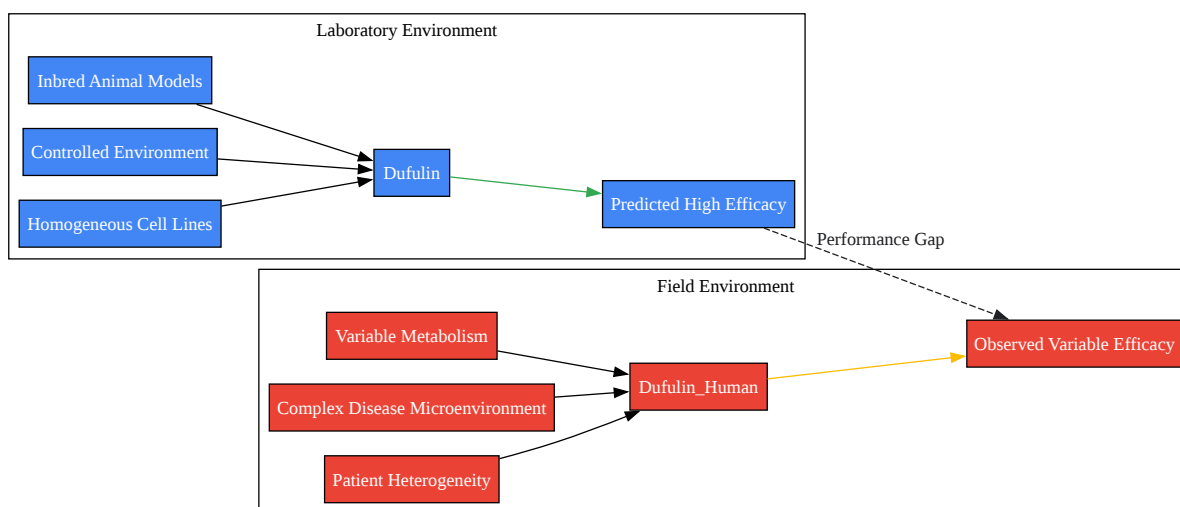 Laboratory Environment
Inbred Animal Models
Controlled Environment
Homogeneous Cell Lines
Dufulin
Predicted High Efficacy
Performance Gap
Field Environment
Variable Metabolism
Complex Disease Microenvironment
Patient Heterogeneity
Dufulin_Human
Observed Variable Efficacy